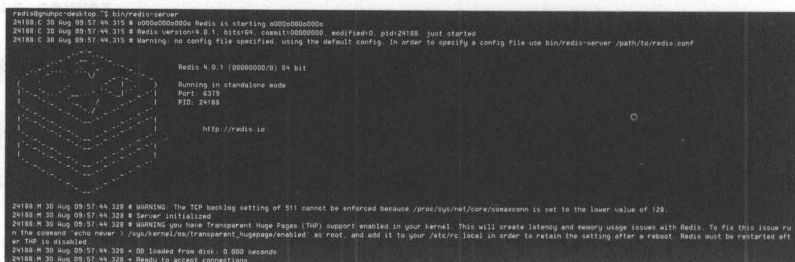 redis@gnuhpc-desktop:~$ bin/redis-server
24188:C 30 Aug 09:57:44.315 # oO0OoO0OoO0Oo Redis is starting oO0OoO0OoO0Oo
24188:C 30 Aug 09:57:44.315 # Redis version=4.0.1, bits=64, commit=00000000, modified=0, pid=24188, just started
24188:C 30 Aug 09:57:44.315 # Warning: no config file specified, using the default config. In order to specify a config file use bin/redis-server /path/to/redis.conf
Redis 4.0.1 (00000000/0) 64 bit
Running in standalone mode
Port: 6379
PID: 24188
http://redis.io
24188:M 30 Aug 09:57:44.328 # WARNING: The TCP backlog setting of 511 cannot be enforced because /proc/sys/net/core/somaxconn is set to the lower value of 128.
24188:M 30 Aug 09:57:44.328 # Server initialized
24188:M 30 Aug 09:57:44.328 # WARNING you have Transparent Huge Pages (THP) support enabled in your kernel. This will create latency and memory usage issues with Redis. To fix this issue ru
n the command 'echo never > /sys/kernel/mm/transparent_hugepage/enabled' as root, and add it to your /etc/rc.local in order to retain the setting after a reboot. Redis must be restarted aft
er THP is disabled.
24188:M 30 Aug 09:57:44.328 * DB loaded from disk: 0.000 seconds
24188:M 30 Aug 09:57:44.328 * Ready to accept connections